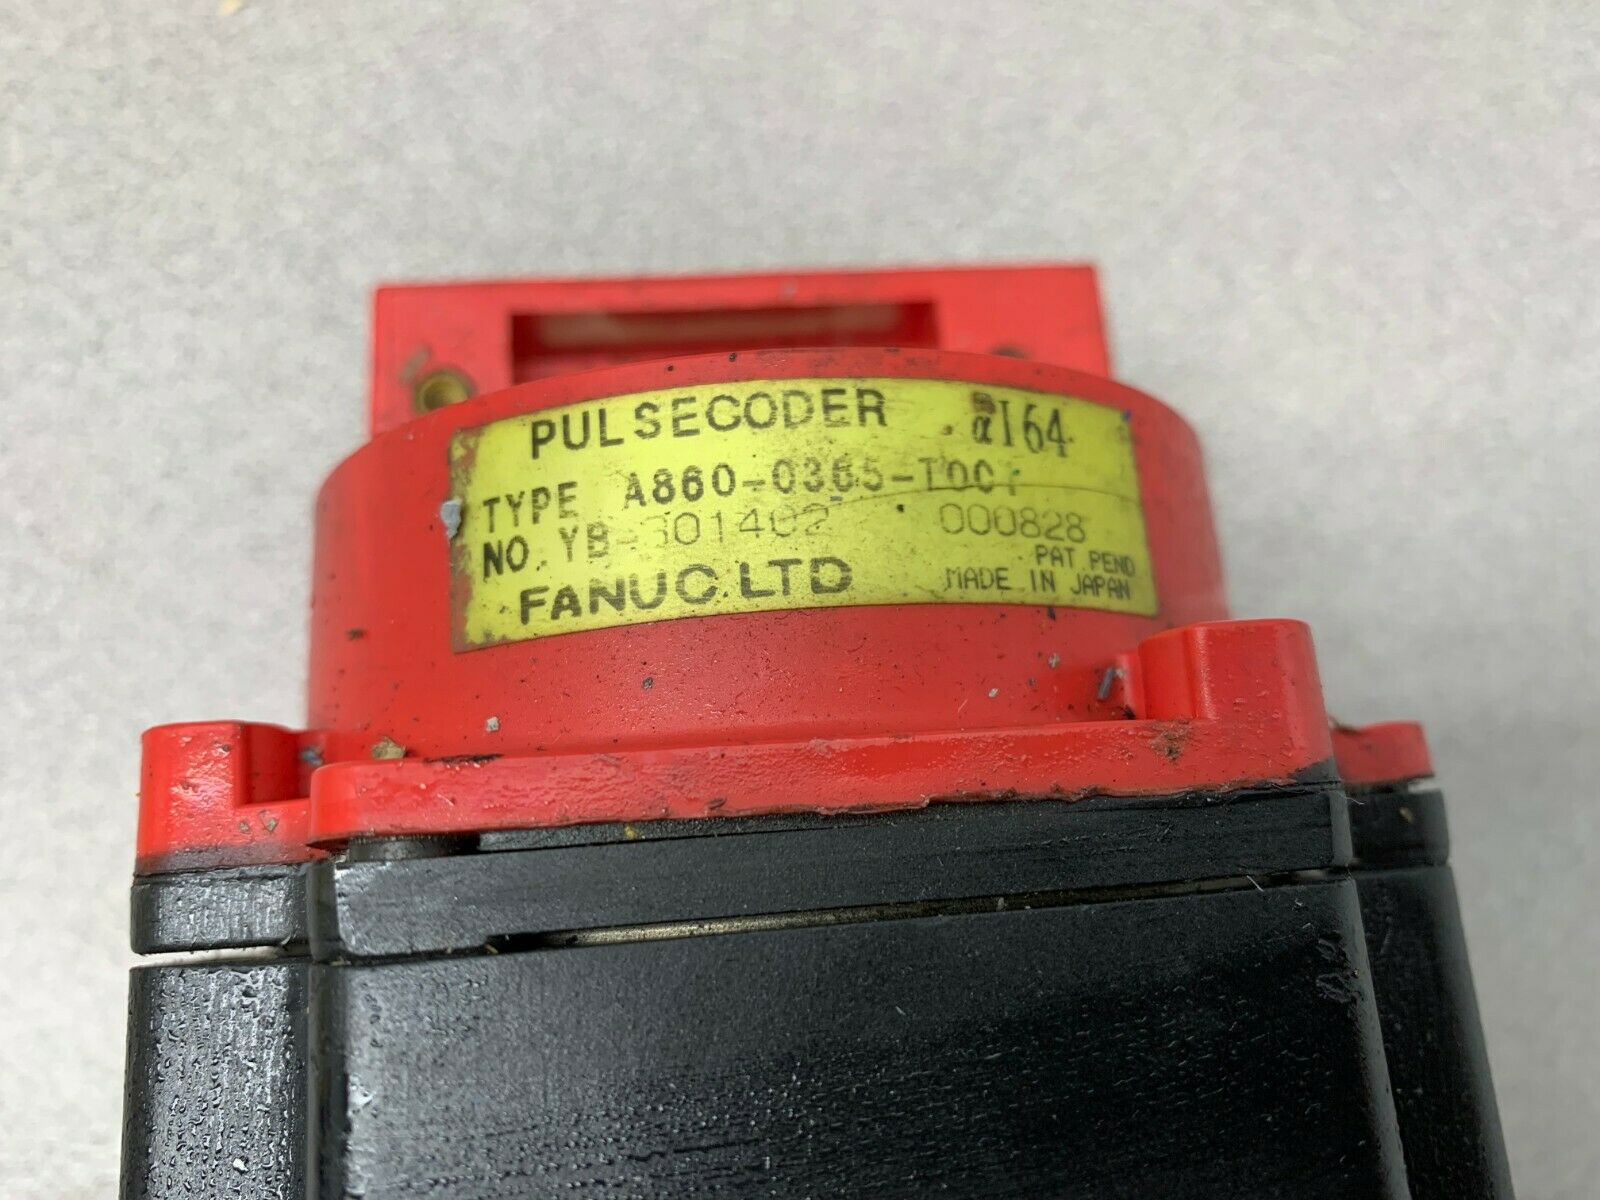 PULSECODER αI64
TYPE A860-0365-T001
NO. YB-301402 000828
PAT PEND
FANUC LTD MADE IN JAPAN